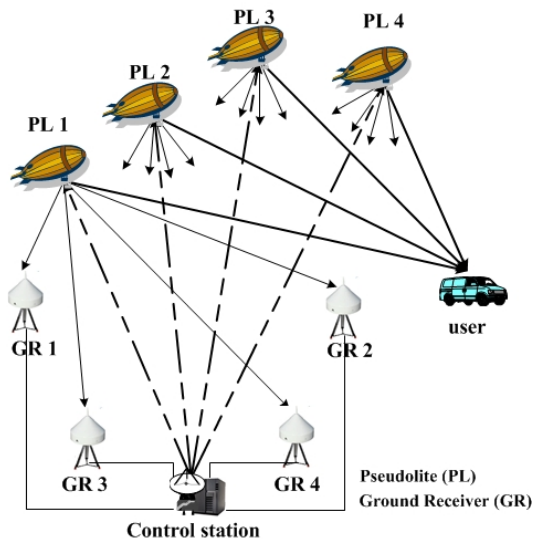 PL 3
PL 4
PL 2
PL 1
GR 1
GR 2
user
GR 3
GR 4
Pseudolite (PL)
Ground Receiver (GR)
Control station